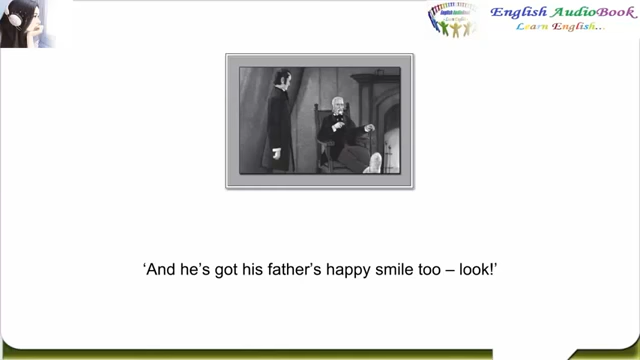 English AudioBook
Learn English...
‘And he’s got his father’s happy smile too – look!’